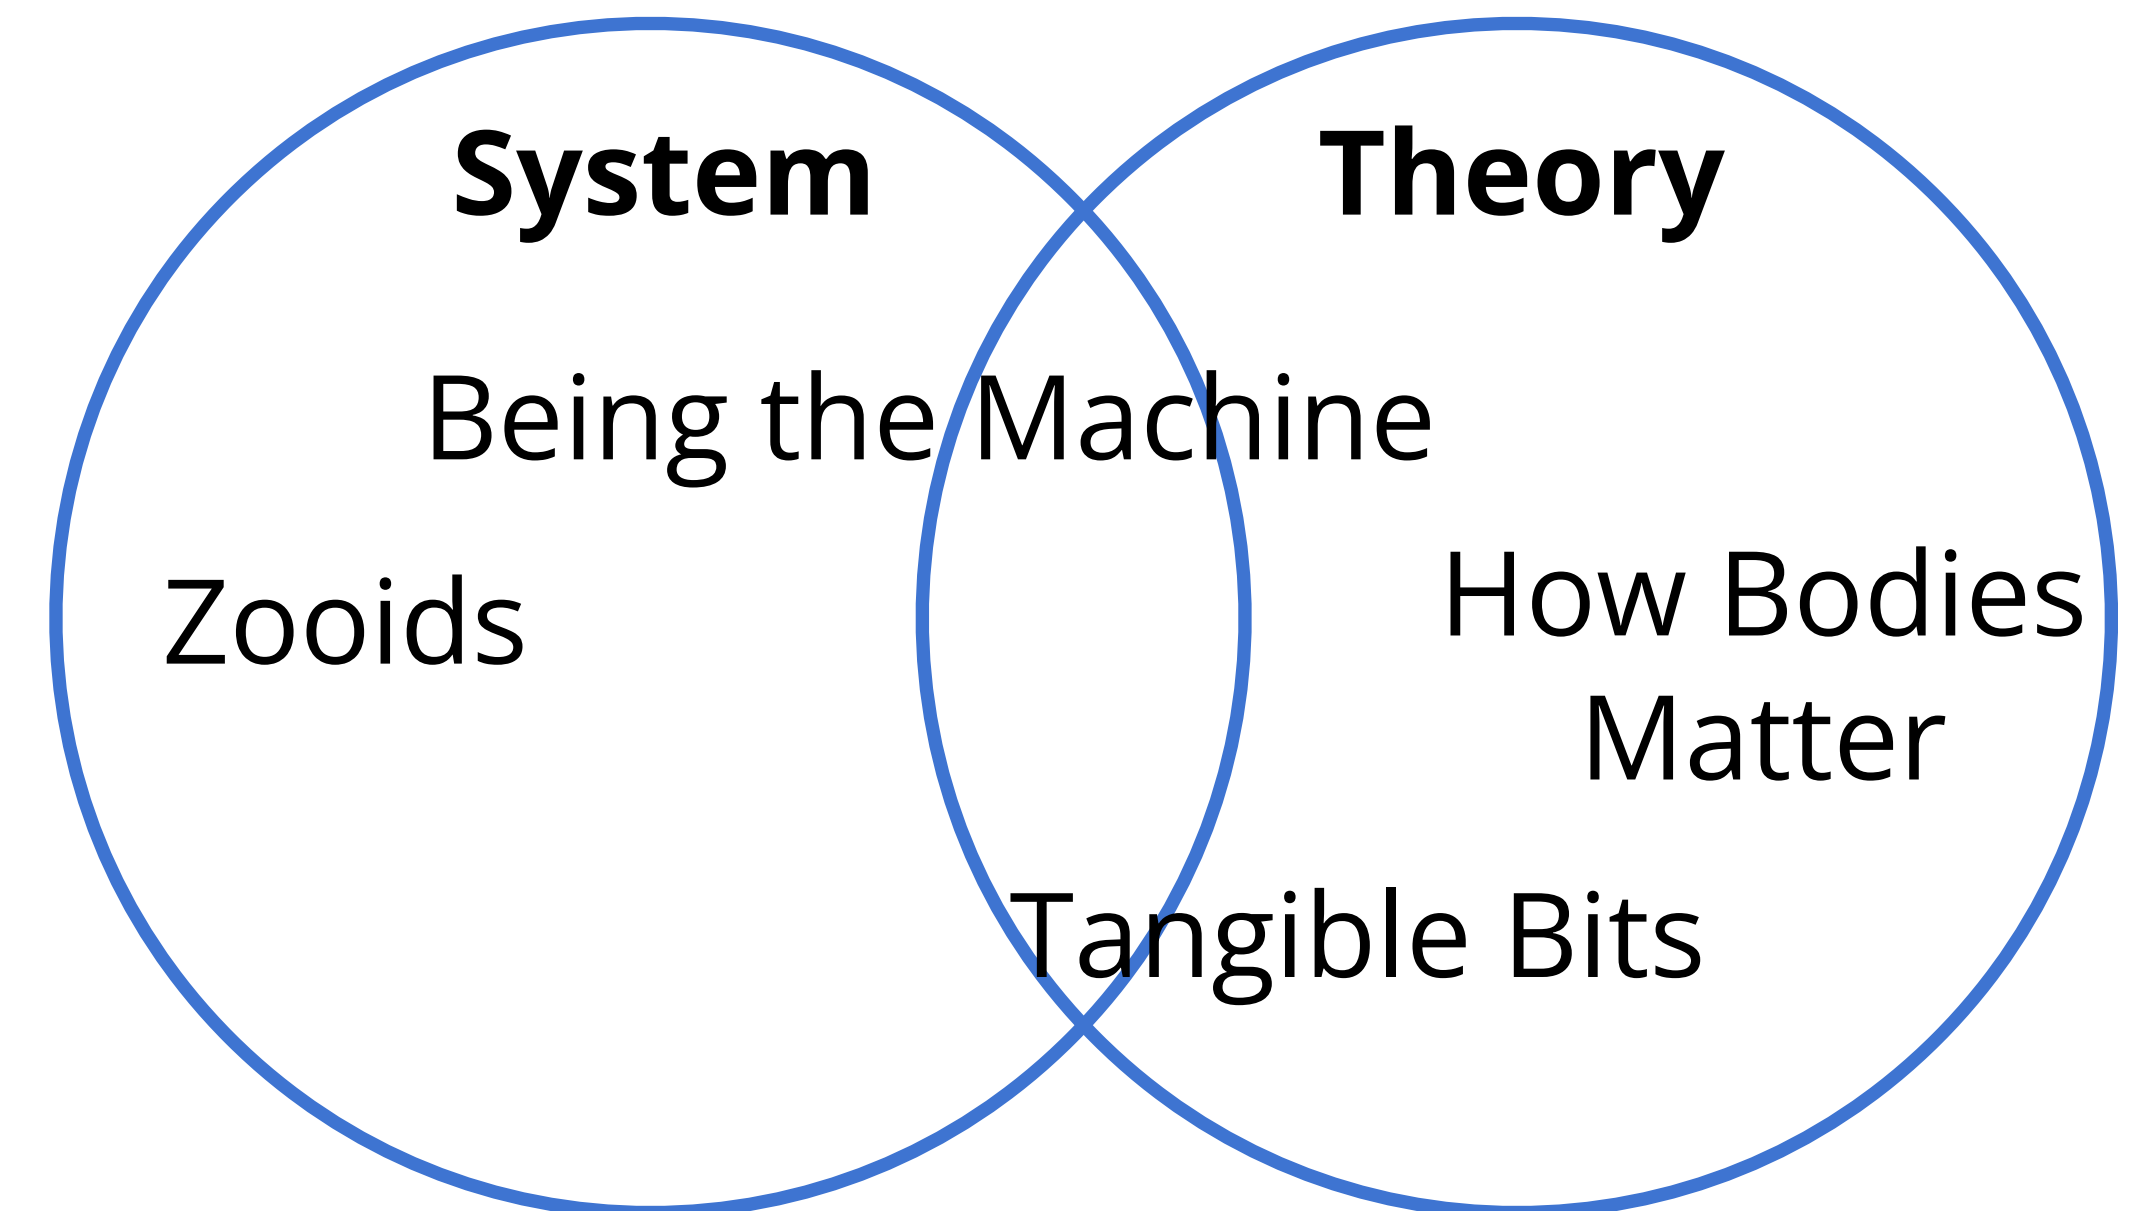 System
Theory
Being the Machine
Zooids
How Bodies
Matter
Tangible Bits